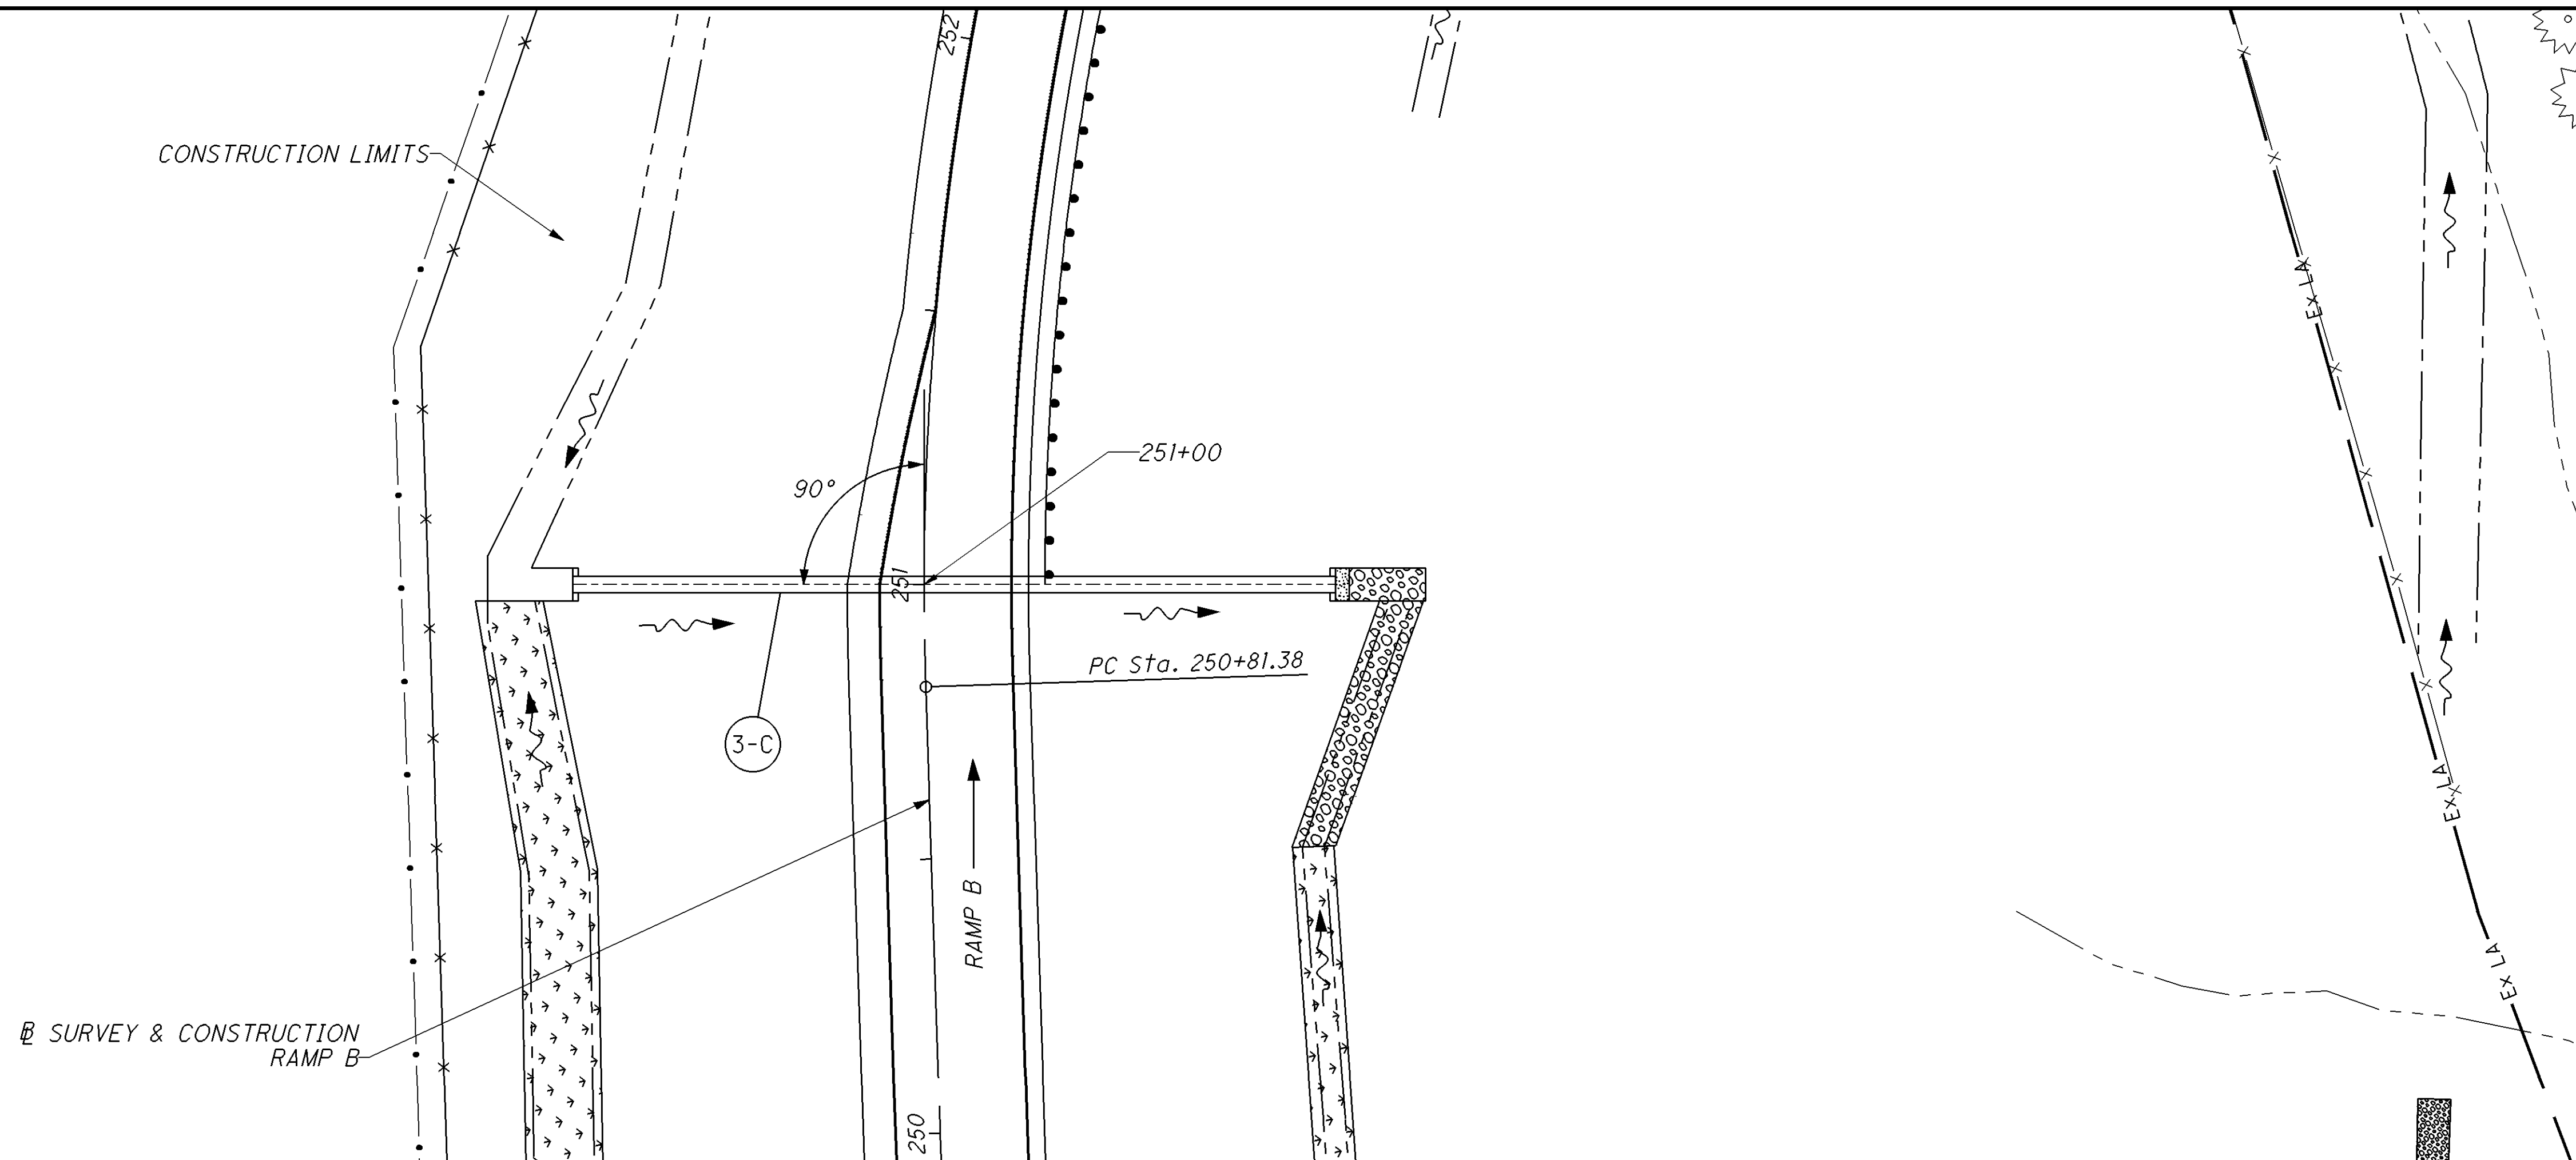 252
CONSTRUCTION LIMITS
EX LA
90°
251+00
251
PC Sta. 250+81.38
3-C
EX LA
RAMP B
EX LA
℄ SURVEY & CONSTRUCTION
RAMP B
250